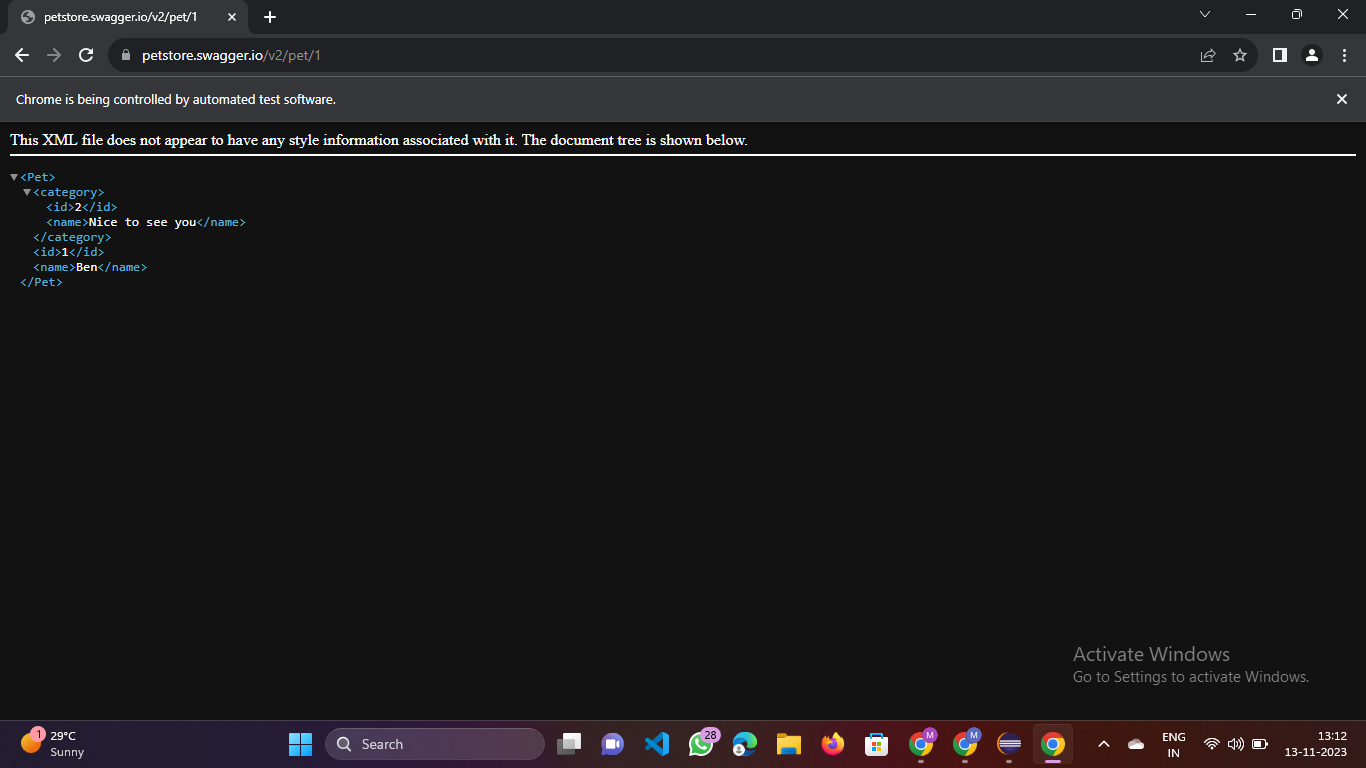 petstore.swagger.io/v2/pet/1
petstore.swagger.io/v2/pet/1
Chrome is being controlled by automated test software.
This XML file does not appear to have any style information associated with it. The document tree is shown below.
<Pet>
<category>
<id>2</id>
<name>Nice to see you</name>
</category>
<id>1</id>
<name>Ben</name>
</Pet>
Activate Windows
Go to Settings to activate Windows.
1
29°C
Sunny
Search
28
M
M
ENG
IN
13:12
13-11-2023